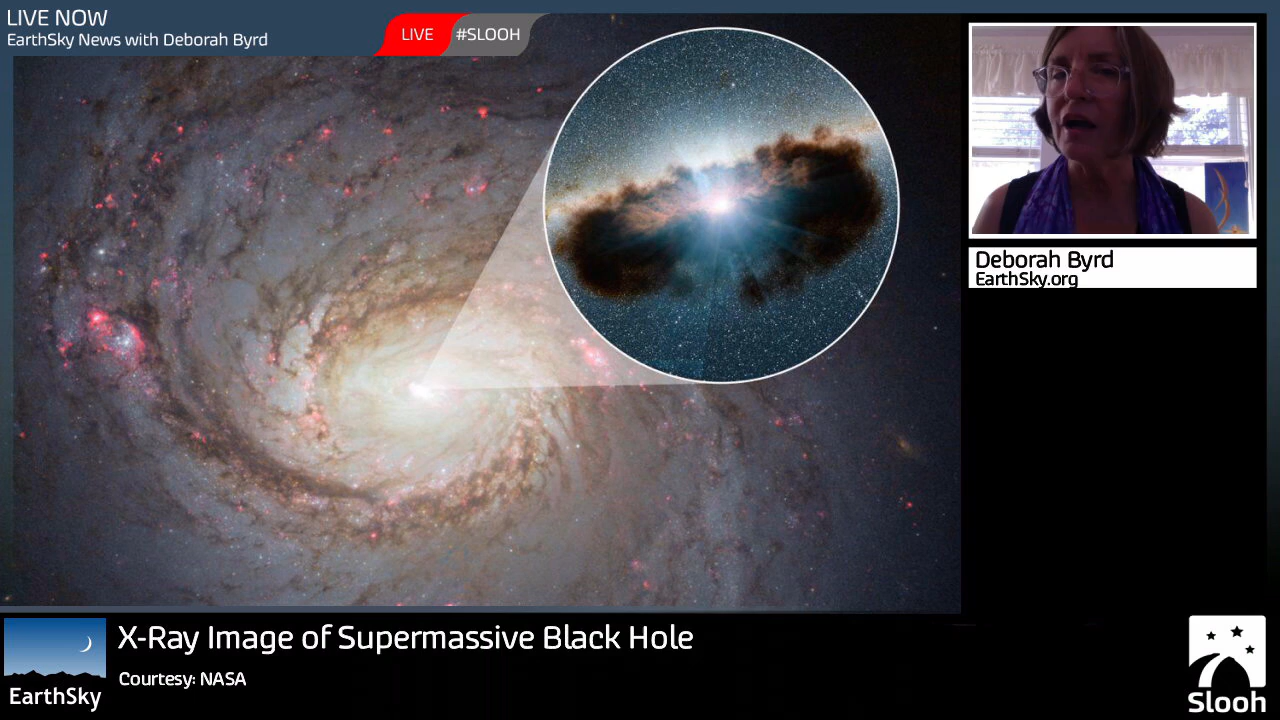 LIVE NOW
EarthSky News with Deborah Byrd
LIVE
#SLOOH
Deborah Byrd
EarthSky.org
X-Ray Image of Supermassive Black Hole
Courtesy: NASA
EarthSky
Slooh